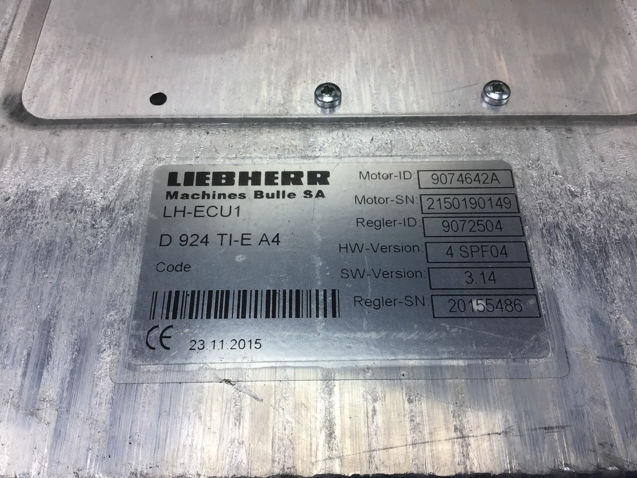 LIEBHERR
Machines Bulle SA
LH-ECU1
D 924 TI-E A4
Code
23.11.2015
Motor-ID: 9074642A
Motor-SN: 2150190149
Regler-ID: 9072504
HW-Version: 4 SPF04
SW-Version: 3.14
Regler-SN: 20155486
CE